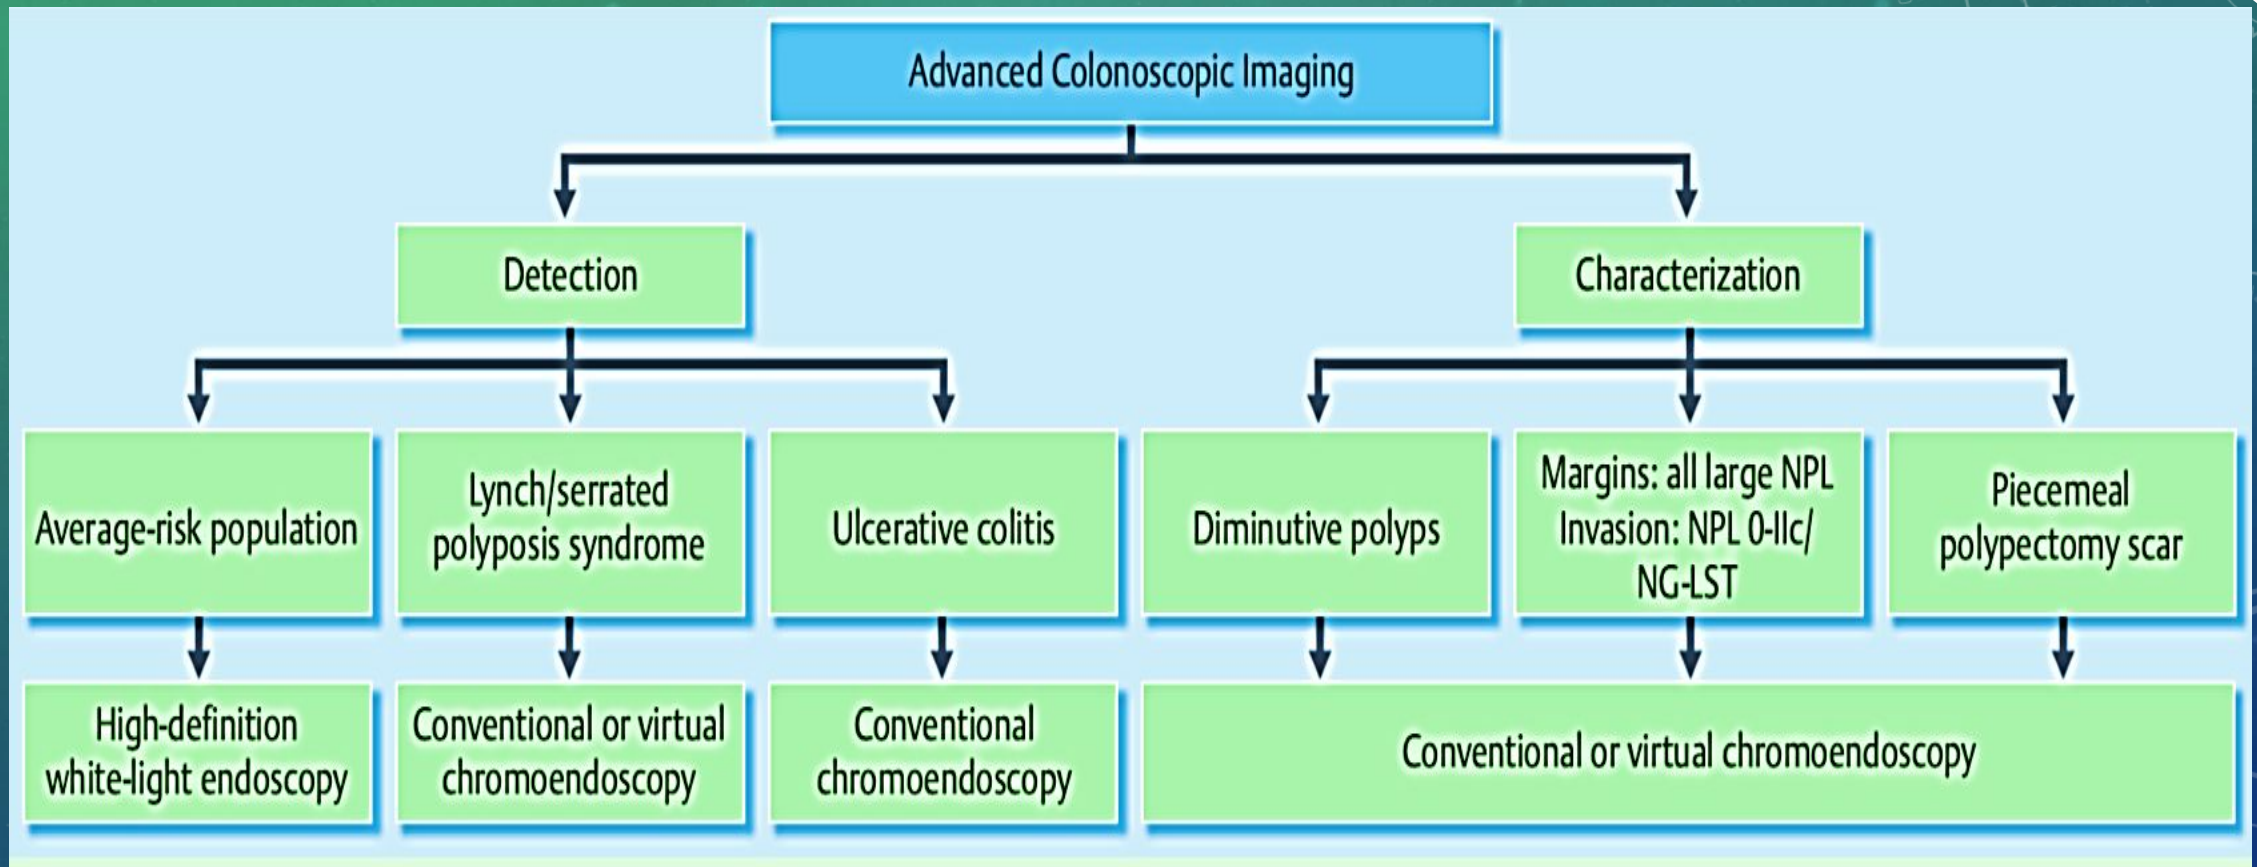 Advanced Colonoscopic Imaging
Detection
Characterization
Average-risk population
Lynch/serrated
polyposis syndrome
Ulcerative colitis
Diminutive polyps
Margins: all large NPL
Invasion: NPL 0-IIc/
NG-LST
Piecemeal
polypectomy scar
High-definition
white-light endoscopy
Conventional or virtual
chromoendoscopy
Conventional
chromoendoscopy
Conventional or virtual chromoendoscopy